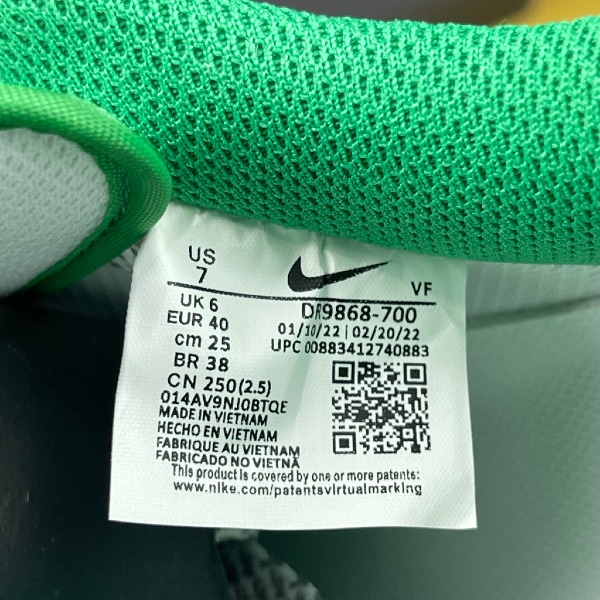 US
7
VF
UK 6
DR9868-700
EUR 40
01/10/22 | 02/20/22
cm 25
UPC 00883412740883
BR 38
CN 250(2.5)
014AV9NJ0BTQE
MADE IN VIETNAM
HECHO EN VIETNAM
FABRIQUE AU VIETNAM
FABRICADO NO VIETNÃ
This product is covered by one or more patents:
www.nike.com/patentsvirtualmarking